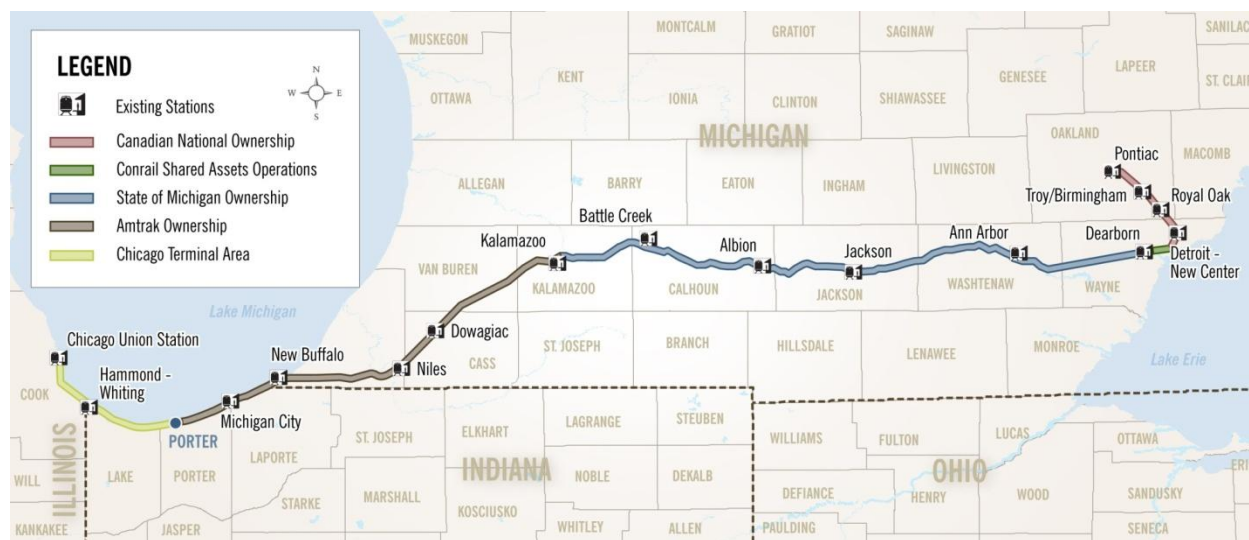 LEGEND
N
W
E
S
Existing Stations
Canadian National Ownership
Conrail Shared Assets Operations
State of Michigan Ownership
Amtrak Ownership
Chicago Terminal Area
MUSKEGON
MONTCALM
GRATIOT
SAGINAW
SANILAC
KENT
GENESEE
LAPEER
OTTAWA
IONIA
CLINTON
SHIAWASSEE
ST. CLAIR
MICHIGAN
OAKLAND
Pontiac
MACOMB
ALLEGAN
BARRY
EATON
INGHAM
LIVINGSTON
Troy/Birmingham
Royal Oak
Battle Creek
Kalamazoo
Albion
Jackson
Ann Arbor
Dearborn
Detroit -
New Center
VAN BUREN
KALAMAZOO
CALHOUN
JACKSON
WASHTENAW
WAYNE
Lake Michigan
Chicago Union Station
New Buffalo
Dowagiac
Niles
CASS
ST. JOSEPH
BRANCH
HILLSDALE
LENAWEE
MONROE
Lake Erie
COOK
Hammond -
Whiting
Michigan City
PORTER
ILLINOIS
WILL
KANKAKEE
LAKE
PORTER
LAPORTE
JASPER
STARKE
ST. JOSEPH
MARSHALL
ELKHART
KOSCIUSKO
INDIANA
LAGRANGE
STEUBEN
NOBLE
DEKALB
WHITLEY
ALLEN
WILLIAMS
FULTON
LUCAS
OTTAWA
OHIO
DEFIANCE
HENRY
WOOD
SANDUSKY
PAULDING
SENECA